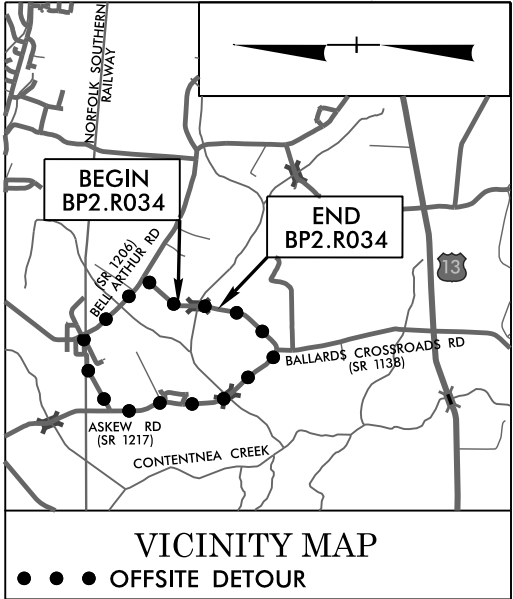 NORFOLK SOUTHERN
RAILWAY
BEGIN
BP2.R034
END
BP2.R034
(SR 1206)
BELL ARTHUR RD
13
BALLARDS CROSSROADS RD
(SR 1138)
ASKEW RD
(SR 1217)
CONTENTNEA CREEK
VICINITY MAP
OFFSITE DETOUR